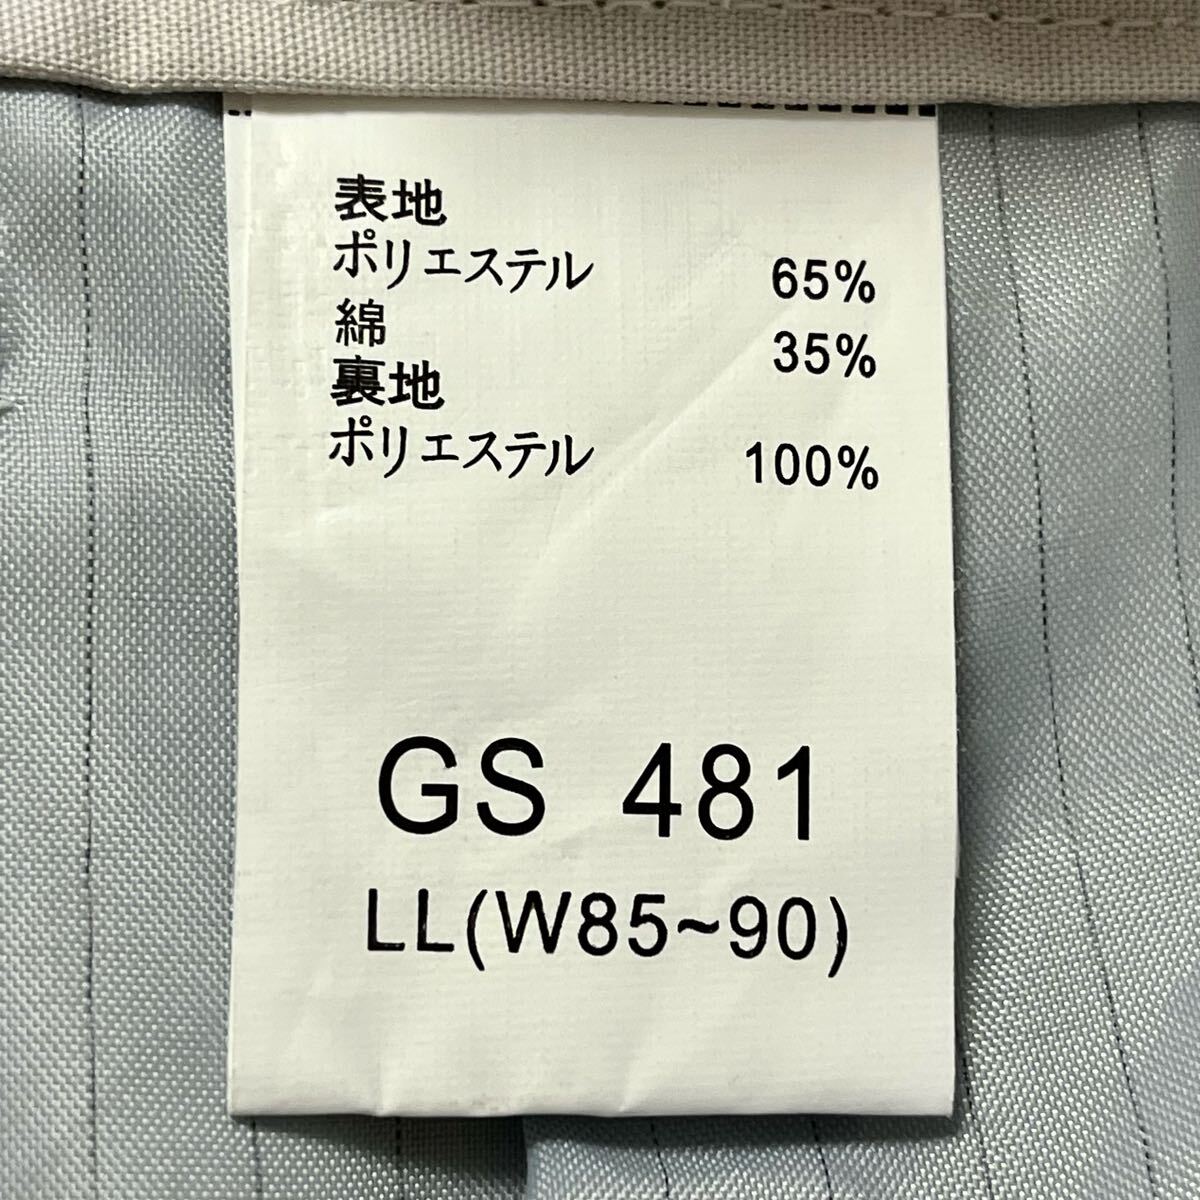 表地
ポリエステル 65%
綿 35%
裏地
ポリエステル 100%
GS 481
LL(W85~90)